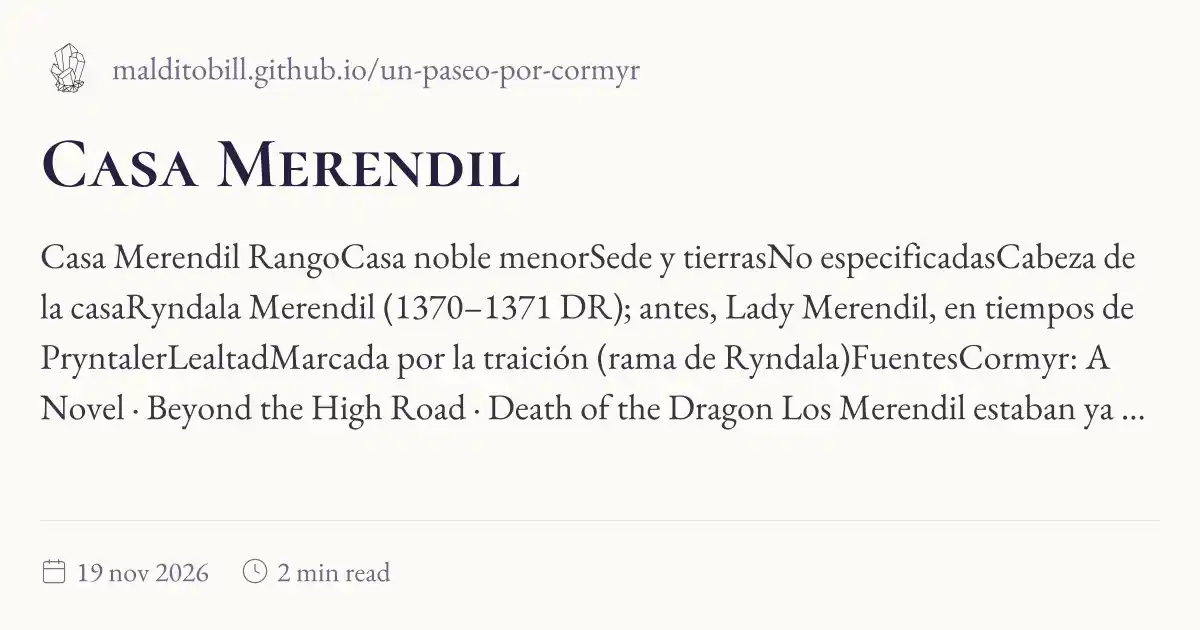 malditobill.github.io/un-paseo-por-cormyr
Casa Merendil
Casa Merendil RangoCasa noble menorSede y tierrasNo especificadasCabeza de
la casaRyndala Merendil (1370–1371 DR); antes, Lady Merendil, en tiempos de
PryntalerLealtadMarcada por la traición (rama de Ryndala)FuentesCormyr: A
Novel · Beyond the High Road · Death of the Dragon Los Merendil estaban ya ...
19 nov 2026 2 min read